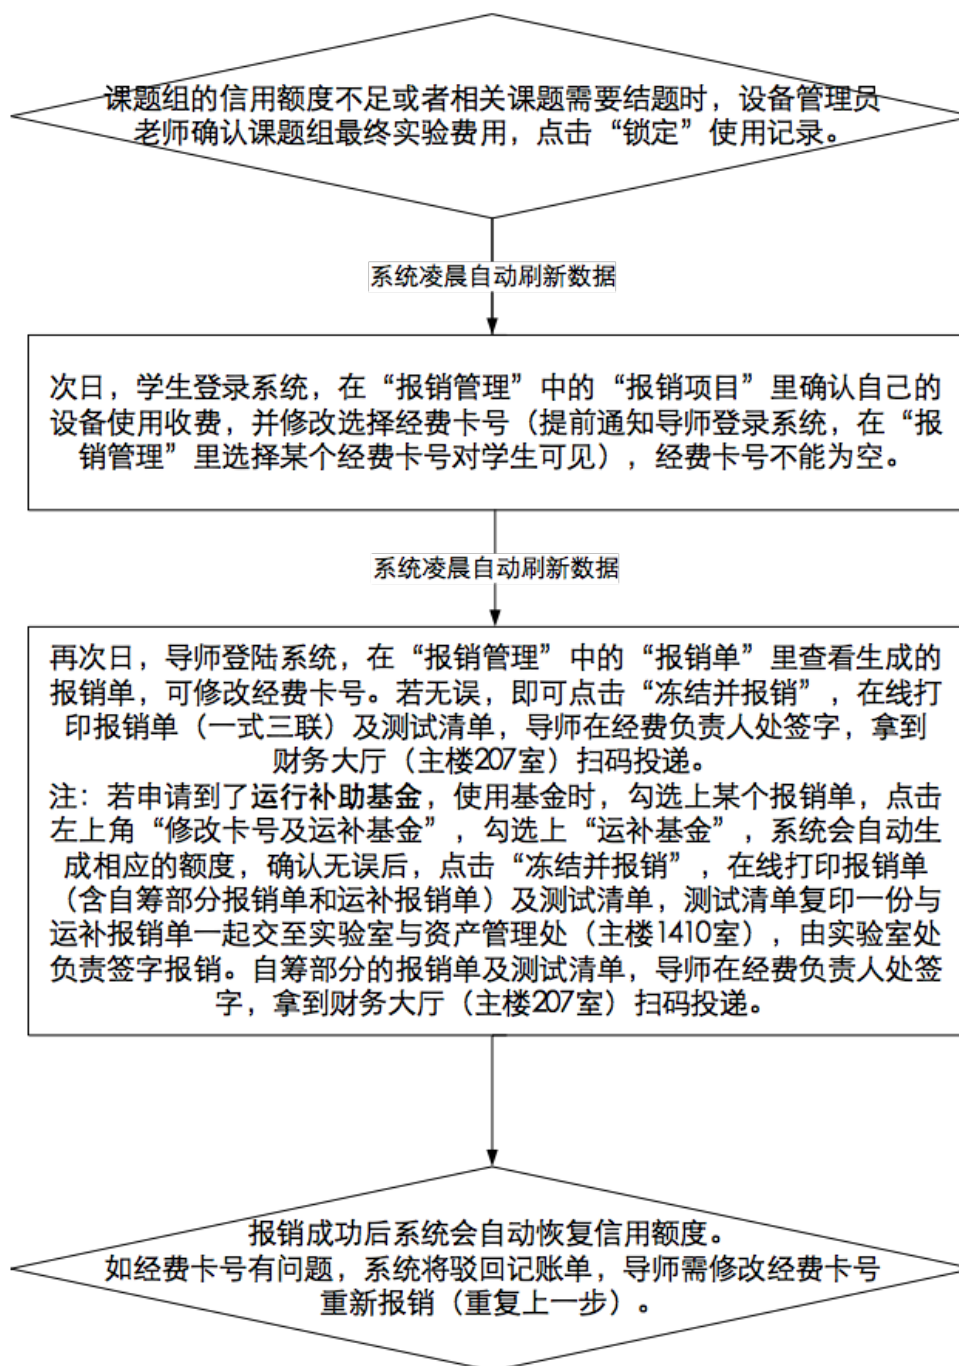 课题组的信用额度不足或者相关课题需要结题时，设备管理员
老师确认课题组最终实验费用，点击“锁定”使用记录。
系统凌晨自动刷新数据
次日，学生登录系统，在“报销管理”中的“报销项目”里确认自己的
设备使用收费，并修改选择经费卡号（提前通知导师登录系统，在“报
销管理”里选择某个经费卡号对学生可见），经费卡号不能为空。
系统凌晨自动刷新数据
再次日，导师登陆系统，在“报销管理”中的“报销单”里查看生成的
报销单，可修改经费卡号。若无误，即可点击“冻结并报销”，在线打
印报销单（一式三联）及测试清单，导师在经费负责人处签字，拿到
财务大厅（主楼207室）扫码投递。
注：若申请到了运行补助基金，使用基金时，勾选上某个报销单，点击
左上角“修改卡号及运补基金”，勾选上“运补基金”，系统会自动生
成相应的额度，确认无误后，点击“冻结并报销”，在线打印报销单
（含自筹部分报销单和运补报销单）及测试清单，测试清单复印一份与
运补报销单一起交至实验室与资产管理处（主楼1410室），由实验室处
负责签字报销。自筹部分的报销单及测试清单，导师在经费负责人处签
字，拿到财务大厅（主楼207室）扫码投递。
报销成功后系统会自动恢复信用额度。
如经费卡号有问题，系统将驳回记账单，导师需修改经费卡号
重新报销（重复上一步）。